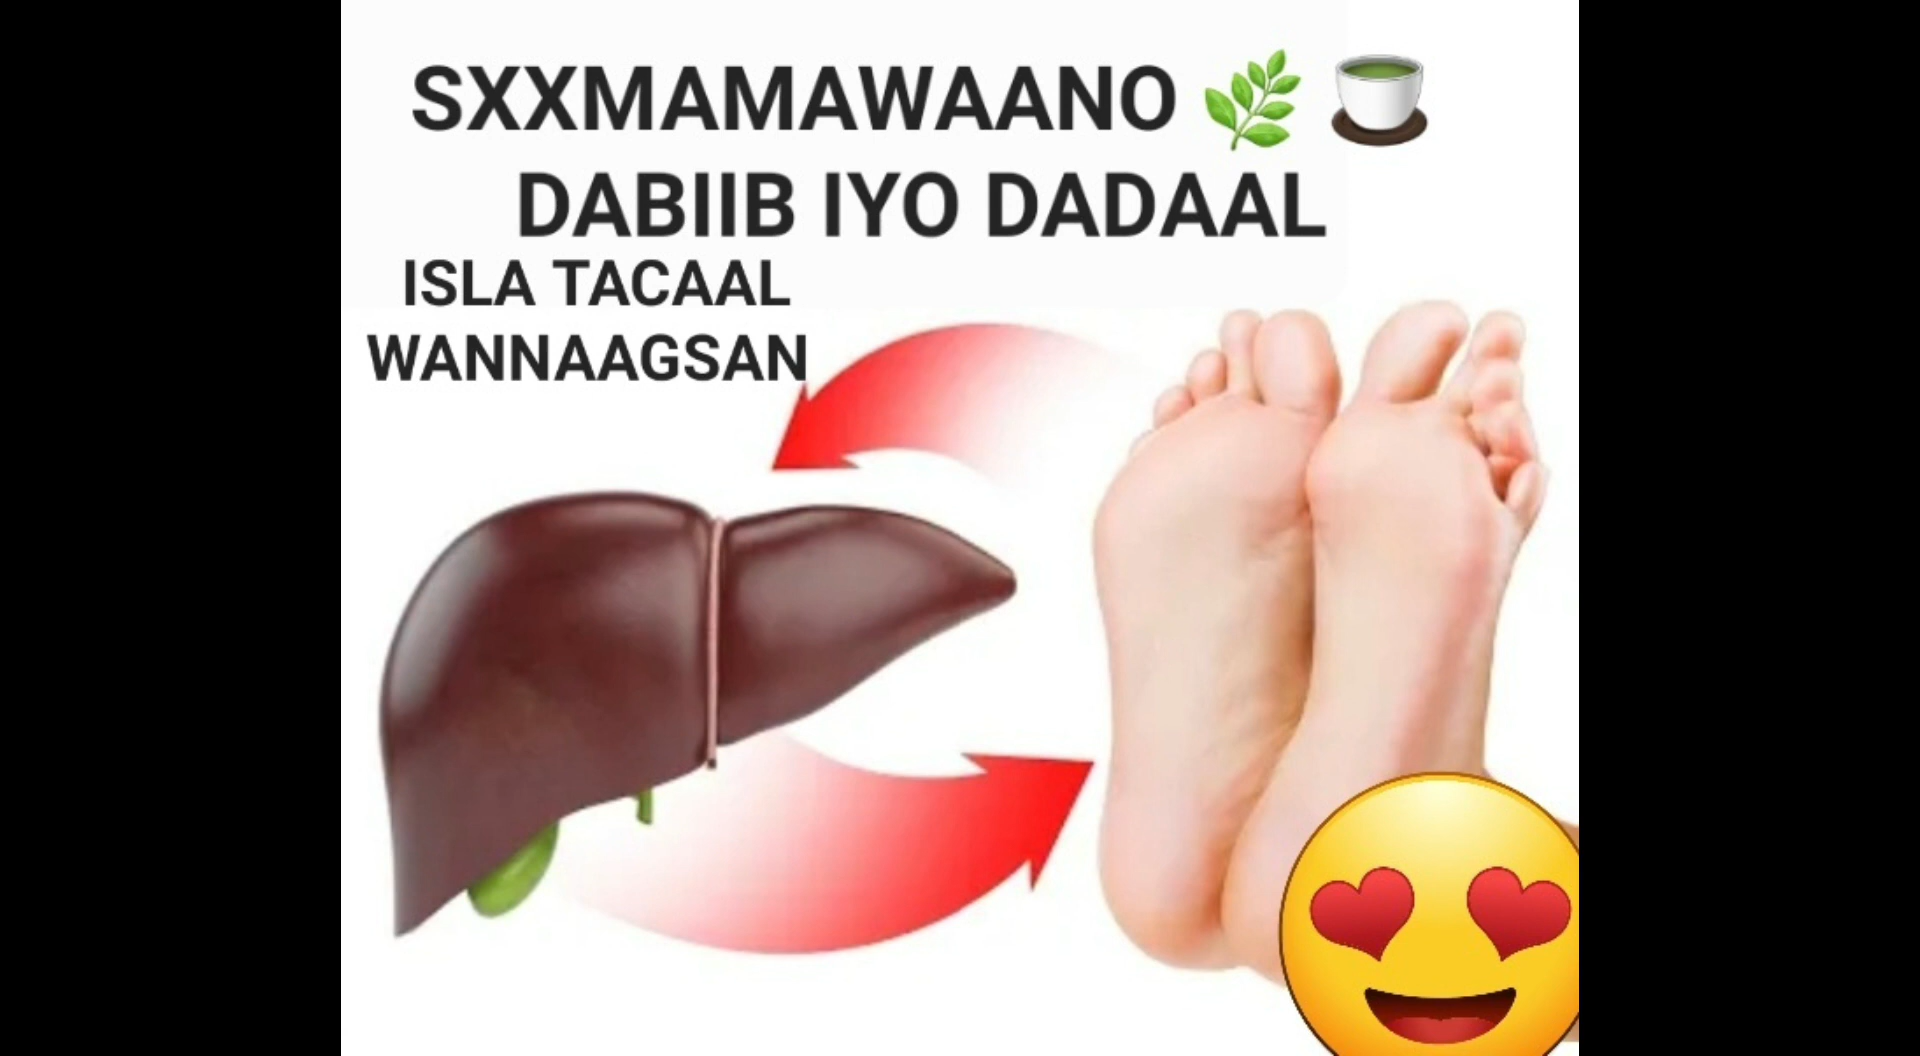 SXXMAMAWAANO 🌿 🍵
DABIIB IYO DADAAL
ISLA TACAAL
WANNAAGSAN